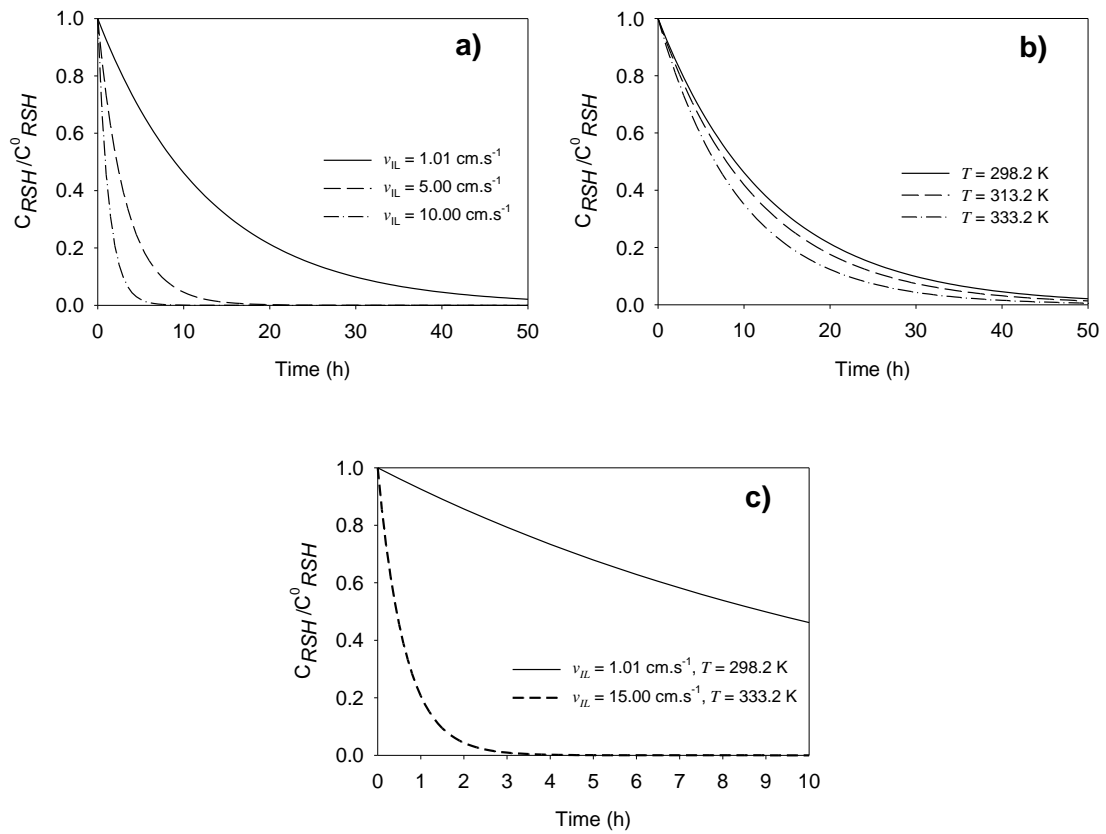 a)
C_RSH/C⁰_RSH
1.0
0.8
0.6
0.4
0.2
0.0
v_IL = 1.01 cm.s⁻¹
v_IL = 5.00 cm.s⁻¹
v_IL = 10.00 cm.s⁻¹
0 10 20 30 40 50
Time (h)
b)
C_RSH/C⁰_RSH
1.0
0.8
0.6
0.4
0.2
0.0
T = 298.2 K
T = 313.2 K
T = 333.2 K
0 10 20 30 40 50
Time (h)
c)
C_RSH/C⁰_RSH
1.0
0.8
0.6
0.4
0.2
0.0
v_IL = 1.01 cm.s⁻¹, T = 298.2 K
v_IL = 15.00 cm.s⁻¹, T = 333.2 K
0 1 2 3 4 5 6 7 8 9 10
Time (h)